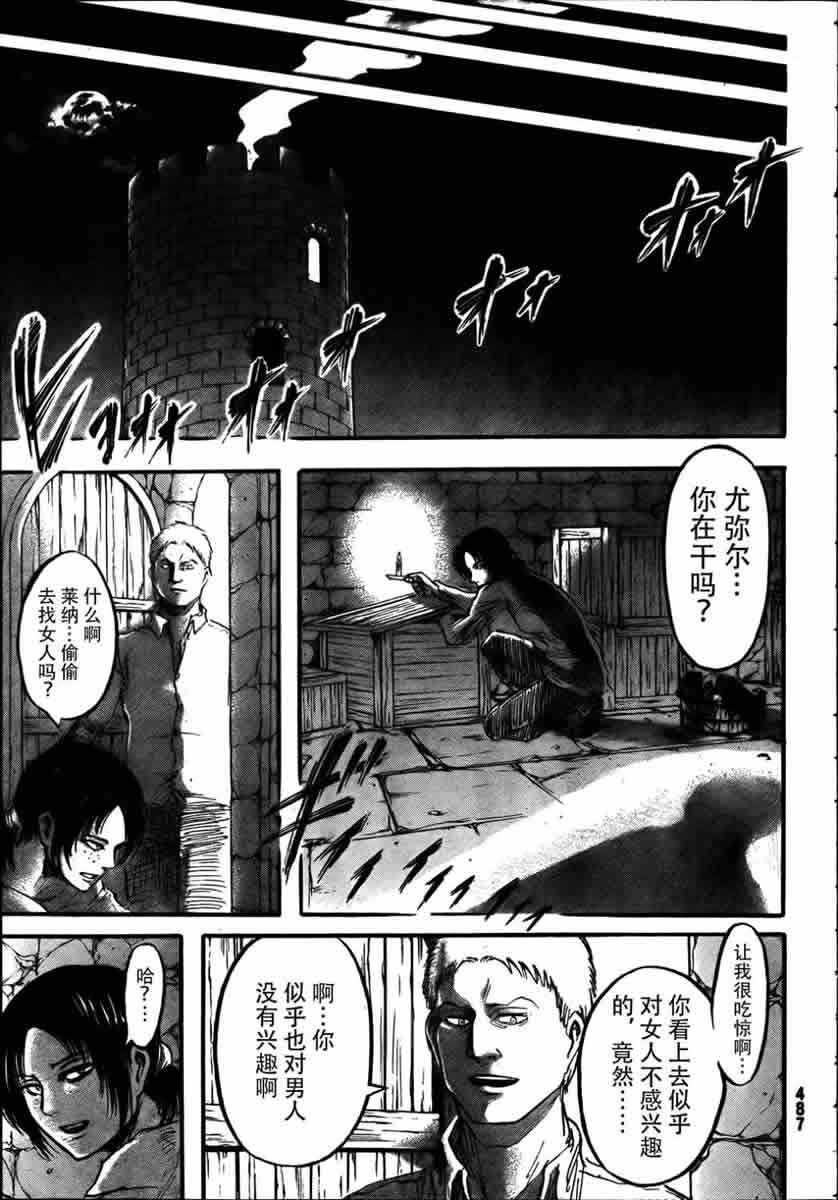 ドォ
オオ
オオ
オ
オオ
オオ
オオ
尤弥尔…
你在干吗?
什么啊
莱纳…偷偷
去找女人吗?
让我很吃惊啊…
你看上去似乎
对女人不感兴趣
的,竟然……
啊…你
似乎也对男人
没有兴趣啊
哈?…
487